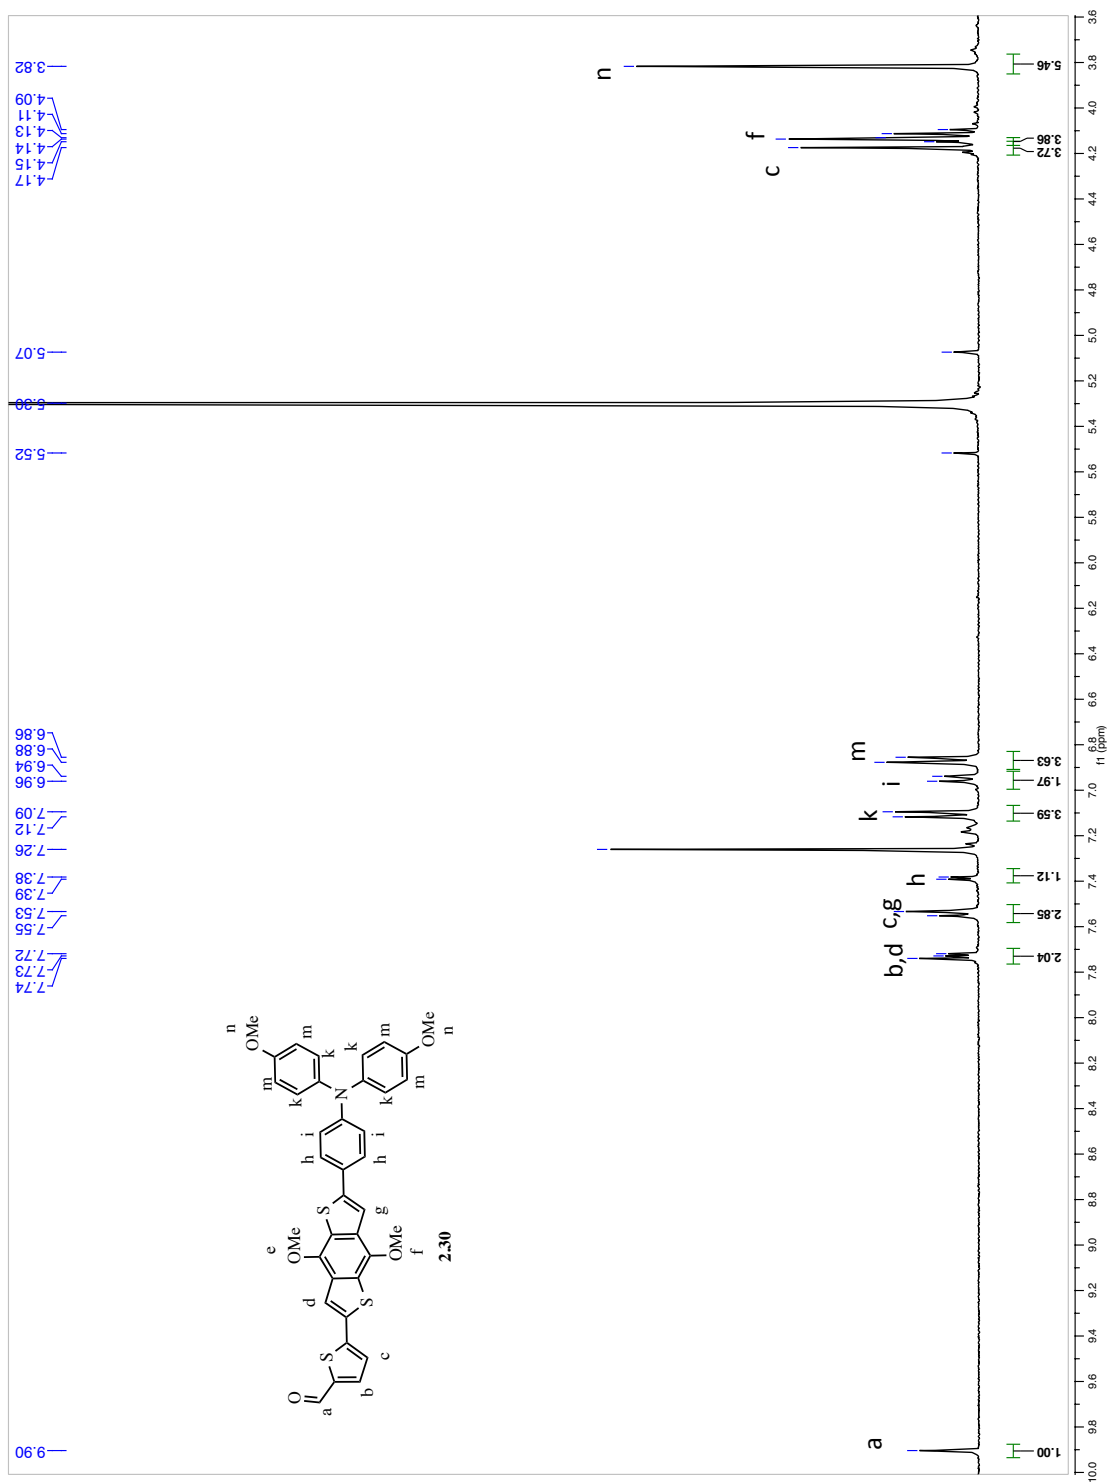 9.90
7.74
7.73
7.72
7.55
7.53
7.39
7.38
7.26
7.12
7.09
6.96
6.94
6.88
6.86
5.52
5.30
5.07
4.17
4.15
4.14
4.13
4.11
4.09
3.82
O
a
b
S
c
d
S
e
OMe
OMe
f
S
g
h
h
i
i
N
k
k
k
k
m
m
m
m
n
OMe
OMe
n
2.30
a
b,d
c,g
h
k
i
m
c
f
n
1.00
2.04
2.85
1.12
3.59
1.97
3.63
3.72
3.86
5.46
10.0 9.8 9.6 9.4 9.2 9.0 8.8 8.6 8.4 8.2 8.0 7.8 7.6 7.4 7.2 7.0 6.8 6.6 6.4 6.2 6.0 5.8 5.6 5.4 5.2 5.0 4.8 4.6 4.4 4.2 4.0 3.8 3.6
f1 (ppm)